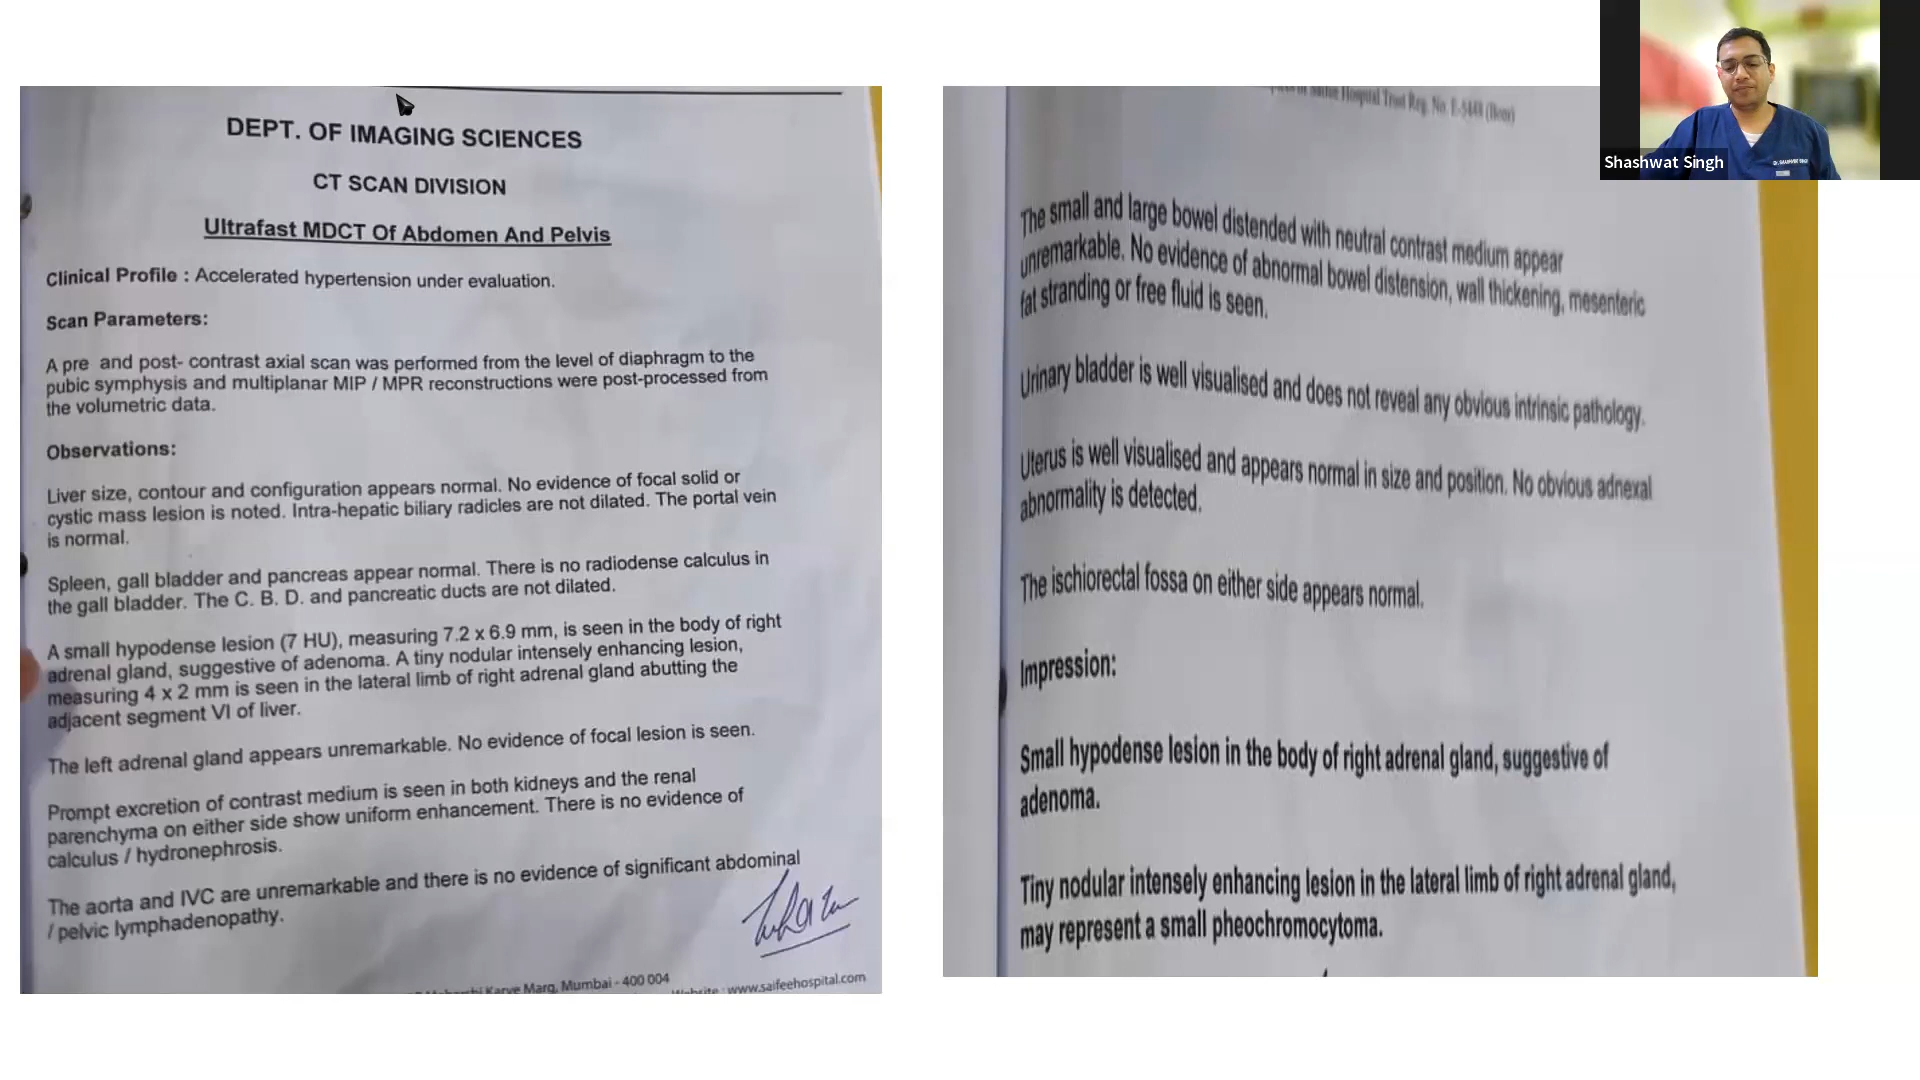 DEPT. OF IMAGING SCIENCES
CT SCAN DIVISION
Ultrafast MDCT Of Abdomen And Pelvis
Clinical Profile : Accelerated hypertension under evaluation.
Scan Parameters:
A pre and post- contrast axial scan was performed from the level of diaphragm to the
pubic symphysis and multiplanar MIP / MPR reconstructions were post-processed from
the volumetric data.
Observations:
Liver size, contour and configuration appears normal. No evidence of focal solid or
cystic mass lesion is noted. Intra-hepatic biliary radicles are not dilated. The portal vein
is normal.
Spleen, gall bladder and pancreas appear normal. There is no radiodense calculus in
the gall bladder. The C. B. D. and pancreatic ducts are not dilated.
A small hypodense lesion (7 HU), measuring 7.2 x 6.9 mm, is seen in the body of right
adrenal gland, suggestive of adenoma. A tiny nodular intensely enhancing lesion,
measuring 4 x 2 mm is seen in the lateral limb of right adrenal gland abutting the
adjacent segment VI of liver.
The left adrenal gland appears unremarkable. No evidence of focal lesion is seen.
Prompt excretion of contrast medium is seen in both kidneys and the renal
parenchyma on either side show uniform enhancement. There is no evidence of
calculus / hydronephrosis.
The aorta and IVC are unremarkable and there is no evidence of significant abdominal
/ pelvic lymphadenopathy.
Karve Marg, Mumbai - 400 004
Website : www.saifeehospital.com
Saifee Hospital Trust Reg. No. E-5448 (Bom)
The small and large bowel distended with neutral contrast medium appear
unremarkable. No evidence of abnormal bowel distension, wall thickening, mesenteric
fat stranding or free fluid is seen.
Urinary bladder is well visualised and does not reveal any obvious intrinsic pathology.
Uterus is well visualised and appears normal in size and position. No obvious adnexal
abnormality is detected.
The ischiorectal fossa on either side appears normal.
Impression:
Small hypodense lesion in the body of right adrenal gland, suggestive of
adenoma.
Tiny nodular intensely enhancing lesion in the lateral limb of right adrenal gland,
may represent a small pheochromocytoma.
Shashwat Singh